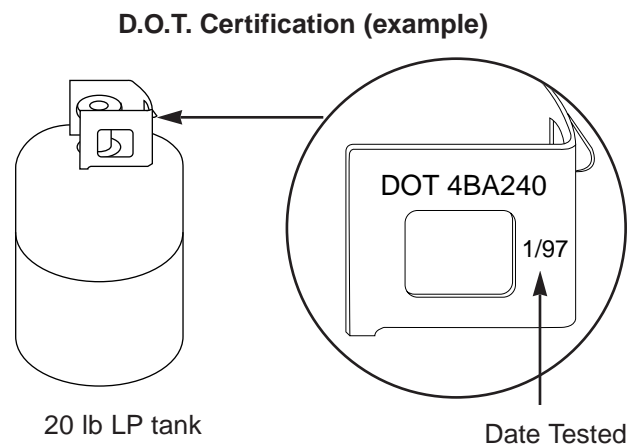 D.O.T. Certification (example)
DOT 4BA240
1/97
20 lb LP tank
Date Tested